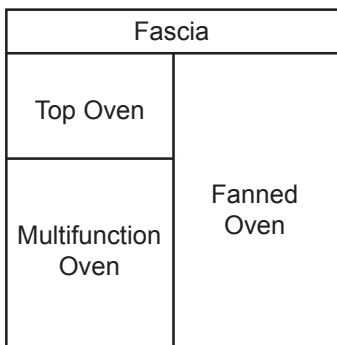 Fascia
Top Oven
Multifunction
Oven
Fanned
Oven